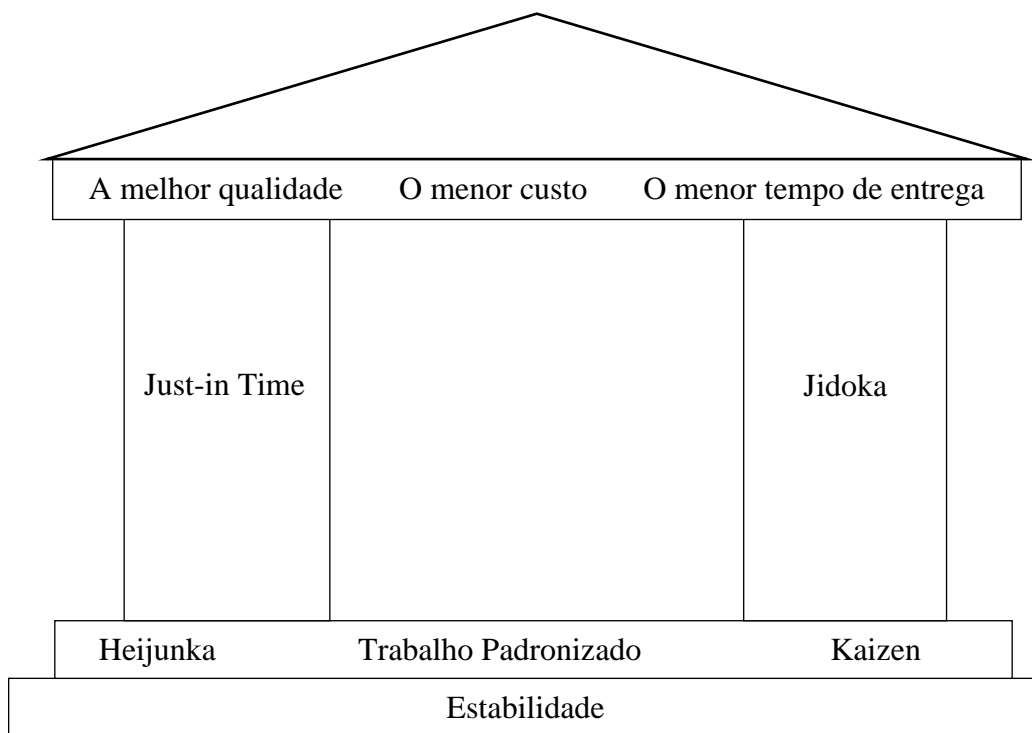 A melhor qualidade O menor custo O menor tempo de entrega
Just-in Time
Jidoka
Heijunka Trabalho Padronizado Kaizen
Estabilidade